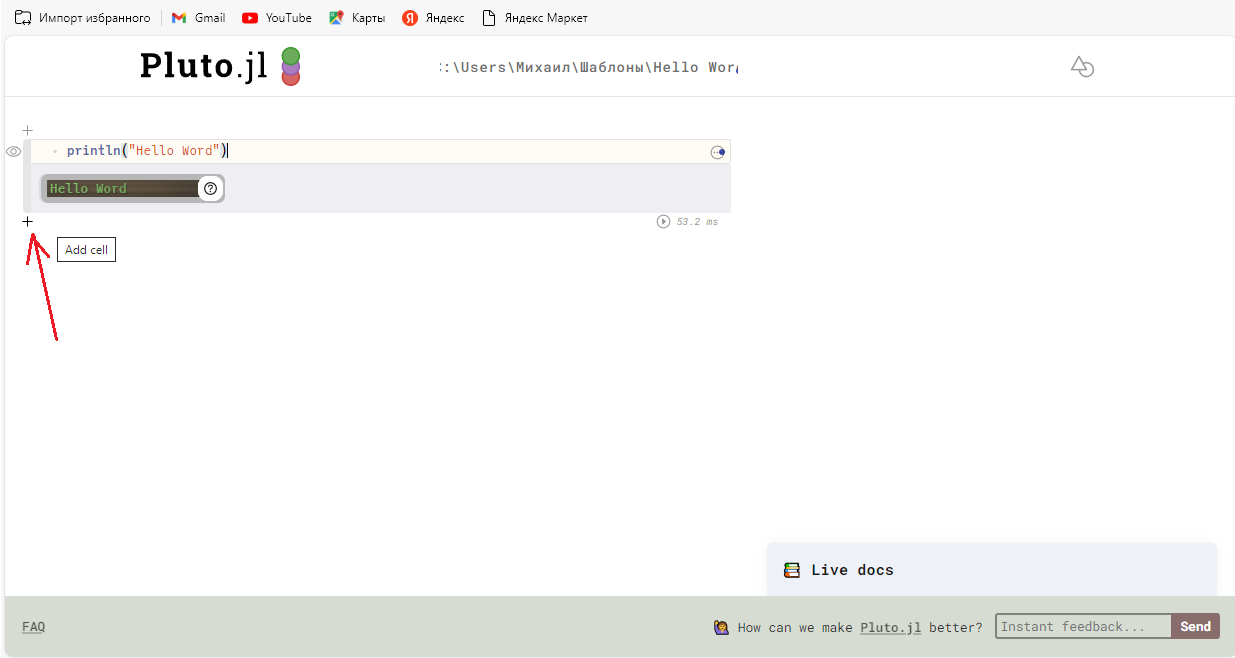 Импорт избранного Gmail YouTube Карты Яндекс Яндекс Маркет
Pluto.jl :\Users\Михаил\Шаблоны\Hello Wor
println("Hello Word")
Hello Word
53.2 ms
Add cell
Live docs
FAQ How can we make Pluto.jl better? Instant feedback... Send